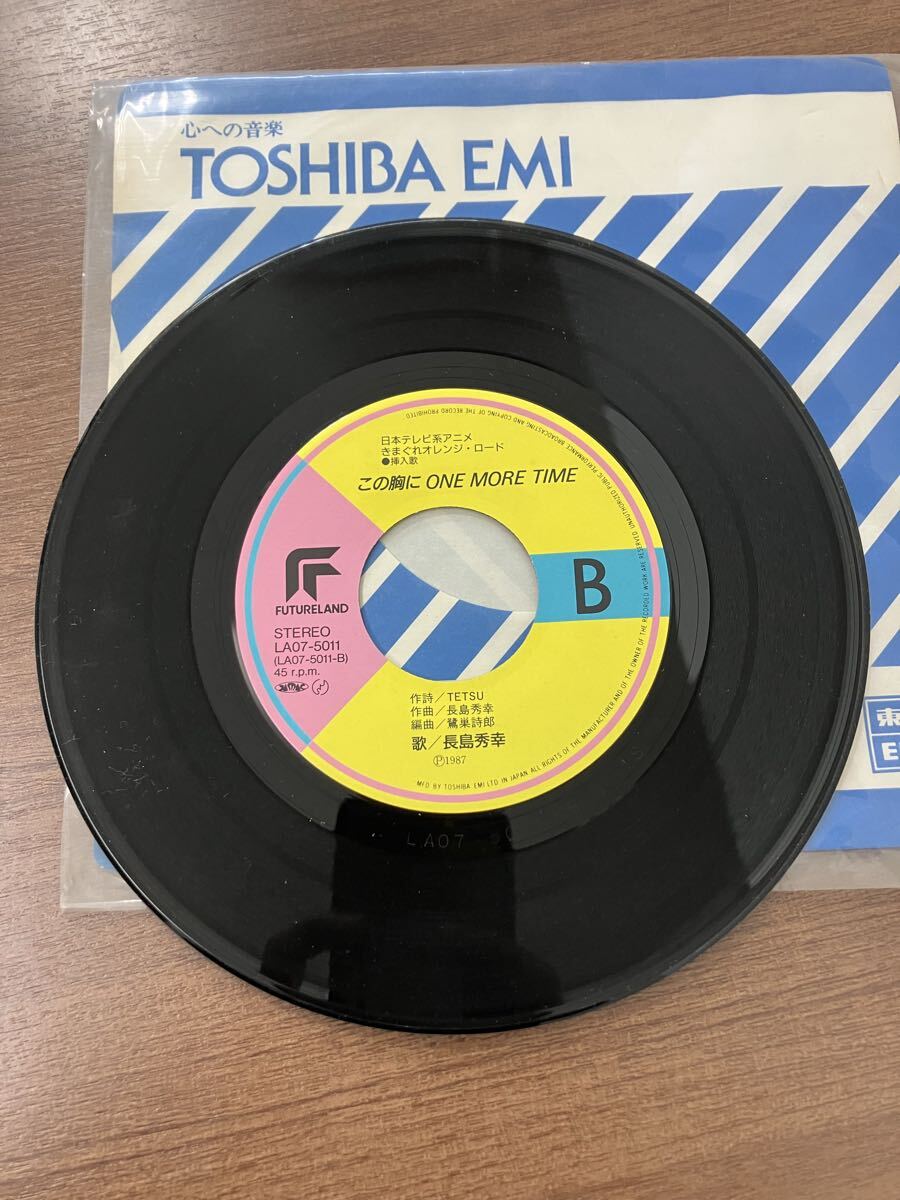 心への音楽
TOSHIBA EMI
日本テレビ系アニメ
きまぐれオレンジ・ロード
●挿入歌
この胸に ONE MORE TIME
B
FUTURELAND
STEREO
LA07-5011
(LA07-5011-B)
45 r.p.m.
作詩/TETSU
作曲/長島秀幸
編曲/鷺巣詩郎
歌/長島秀幸
Ⓟ1987
MFD BY TOSHIBA EMI LTD. IN JAPAN ALL RIGHTS OF THE MANUFACTURER AND OF THE OWNER OF THE RECORDED WORK ARE RESERVED UNAUTHORIZED PUBLIC PERFORMANCE BROADCASTING AND COPYING OF THE RECORD PROHIBITED
LA07
東